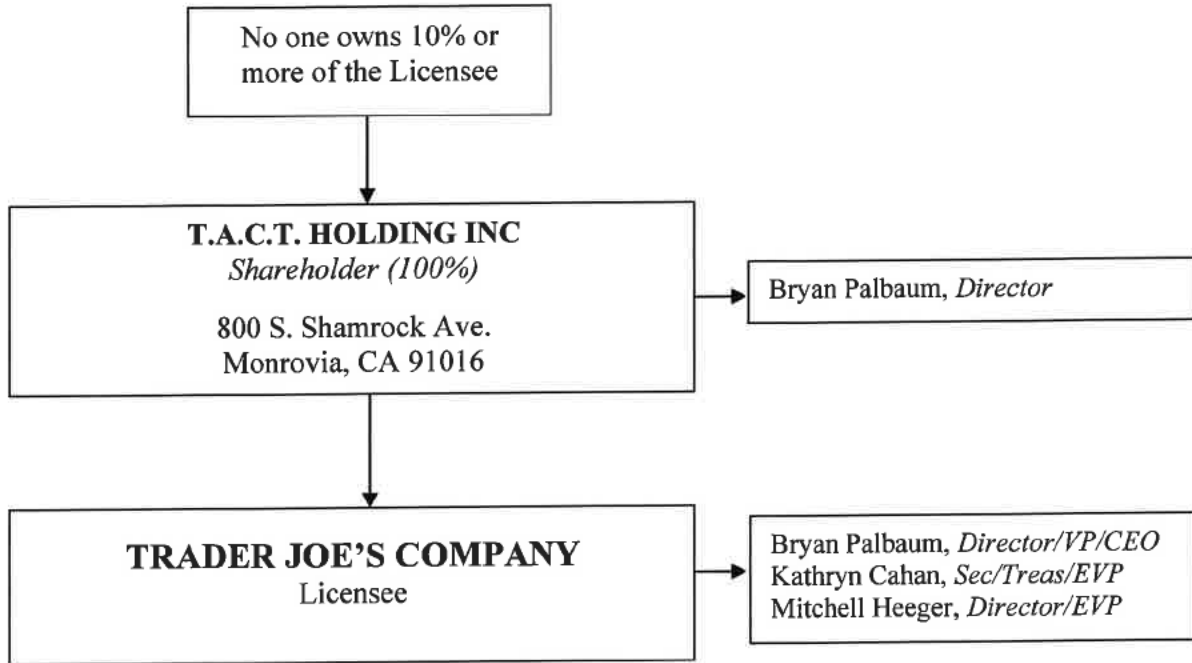 No one owns 10% or
more of the Licensee
T.A.C.T. HOLDING INC
Shareholder (100%)
800 S. Shamrock Ave.
Monrovia, CA 91016
Bryan Palbaum, Director
TRADER JOE'S COMPANY
Licensee
Bryan Palbaum, Director/VP/CEO
Kathryn Cahan, Sec/Treas/EVP
Mitchell Heeger, Director/EVP